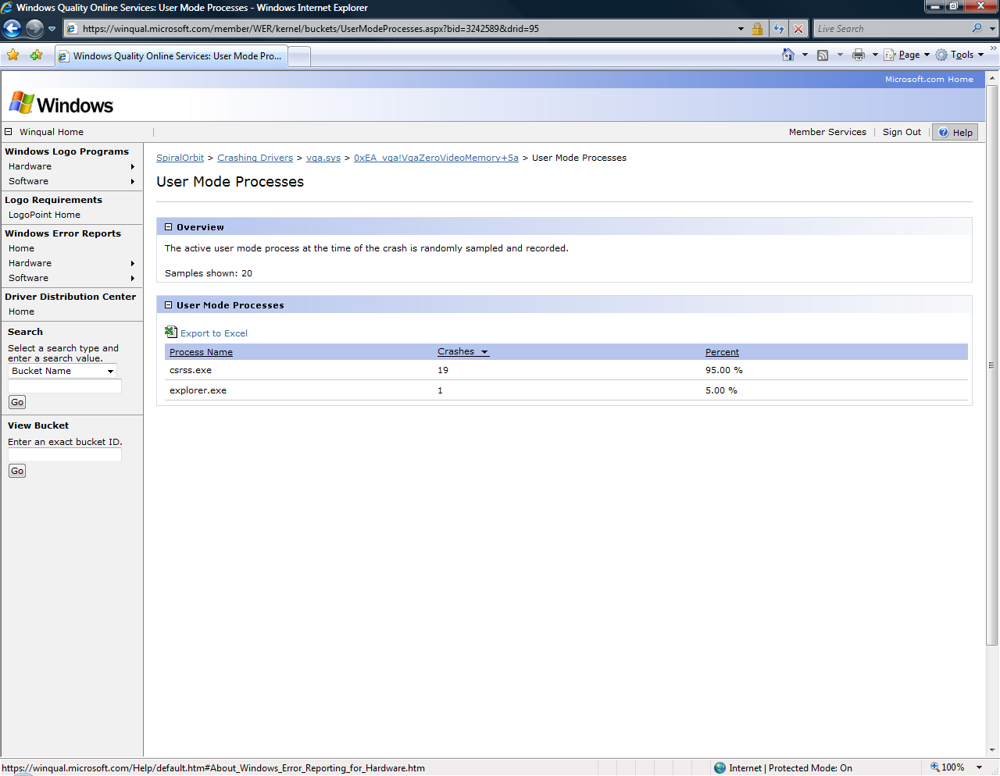 Windows Quality Online Services: User Mode Processes - Windows Internet Explorer
https://winqual.microsoft.com/member/WER/kernel/buckets/UserModeProcesses.aspx?bid=3242589&drid=95
Live Search
Windows Quality Online Services: User Mode Pro...
Page Tools
Microsoft.com Home
Windows
Winqual Home | Member Services | Sign Out | Help
Windows Logo Programs
Hardware
Software
Logo Requirements
LogoPoint Home
Windows Error Reports
Home
Hardware
Software
Driver Distribution Center
Home
Search
Select a search type and
enter a search value.
Bucket Name
Go
View Bucket
Enter an exact bucket ID.
Go
SpiralOrbit > Crashing Drivers > vga.sys > 0xEA_vga!VgaZeroVideoMemory+5a > User Mode Processes
User Mode Processes
Overview
The active user mode process at the time of the crash is randomly sampled and recorded.
Samples shown: 20
User Mode Processes
Export to Excel
Process Name Crashes Percent
csrss.exe 19 95.00 %
explorer.exe 1 5.00 %
https://winqual.microsoft.com/Help/default.htm#About_Windows_Error_Reporting_for_Hardware.htm
Internet | Protected Mode: On
100%